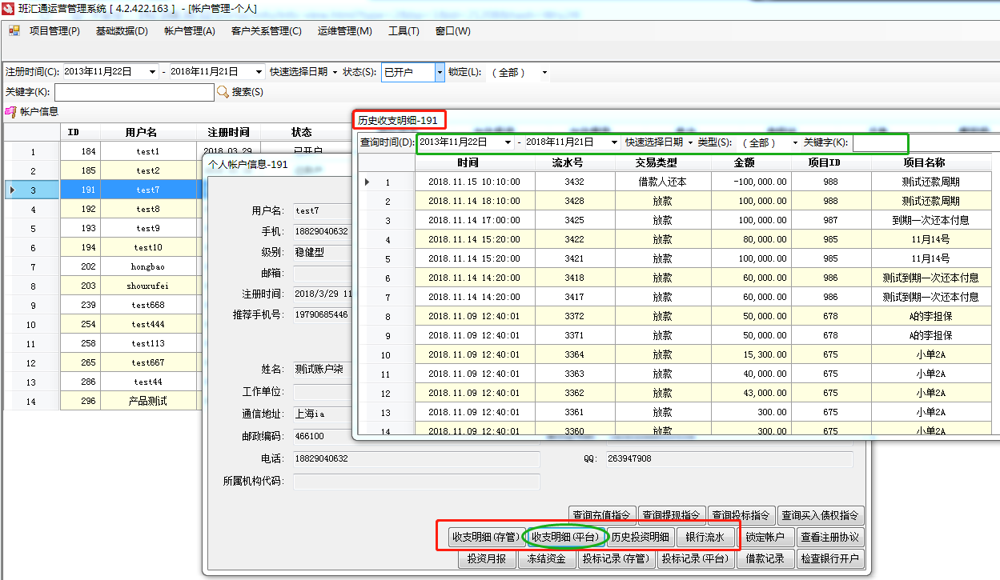 班汇通运营管理系统 [ 4.2.422.163 ] - [帐户管理-个人]
项目管理(P) 基础数据(D) 帐户管理(A) 客户关系管理(C) 运维管理(M) 工具(T) 窗口(W)
注册时间(C): 2013年11月22日 - 2018年11月21日 快速选择日期 状态(S): 已开户 锁定(L): （全部）
关键字(K): 搜索(S)
帐户信息
ID 用户名 注册时间 状态
1 184 test1 2018.03.29 已开户
2 185 test2
3 191 test7
4 192 test8
5 193 test9
6 194 test10
7 202 hongbao
8 203 shouxufei
9 239 test668
10 254 test444
11 258 test113
12 265 test667
13 286 test44
14 296 产品测试
个人帐户信息-191
用户名: test7
手机: 18829040632
级别: 稳健型
邮箱:
注册时间: 2018/3/29 11
推荐手机号: 19790685446
姓名: 测试账户柒
工作单位:
通信地址: 上海ia
邮政编码: 466100
电话: 18829040632 QQ: 263947908
所属机构代码:
查询充值指令 查询提现指令 查询投标指令 查询买入债权指令
收支明细(存管) 收支明细(平台) 历史投资明细 银行流水 锁定帐户 查看注册协议
投资月报 冻结资金 投标记录(存管) 投标记录(平台) 借款记录 检查银行开户
历史收支明细-191
查询时间(D): 2013年11月22日 - 2018年11月21日 快速选择日期 类型(S): （全部） 关键字(K):
时间 流水号 交易类型 金额 项目ID 项目名称
1 2018.11.15 10:10:00 3432 借款人还本 -100,000.00 988 测试还款周期
2 2018.11.14 18:10:00 3428 放款 100,000.00 988 测试还款周期
3 2018.11.14 17:00:00 3425 放款 100,000.00 987 到期一次还本付息
4 2018.11.14 15:20:00 3422 放款 80,000.00 985 11月14号
5 2018.11.14 15:20:00 3421 放款 100,000.00 985 11月14号
6 2018.11.14 14:20:00 3418 放款 60,000.00 986 测试到期一次还本付息
7 2018.11.14 14:20:00 3417 放款 60,000.00 986 测试到期一次还本付息
8 2018.11.09 12:40:01 3372 放款 50,000.00 678 A的李担保
9 2018.11.09 12:40:01 3371 放款 50,000.00 678 A的李担保
10 2018.11.09 12:40:01 3364 放款 15,300.00 675 小单2A
11 2018.11.09 12:40:01 3363 放款 40,000.00 675 小单2A
12 2018.11.09 12:40:01 3362 放款 43,000.00 675 小单2A
13 2018.11.09 12:40:01 3361 放款 300.00 675 小单2A
14 2018.11.09 12:40:01 3360 放款 300.00 675 小单2A